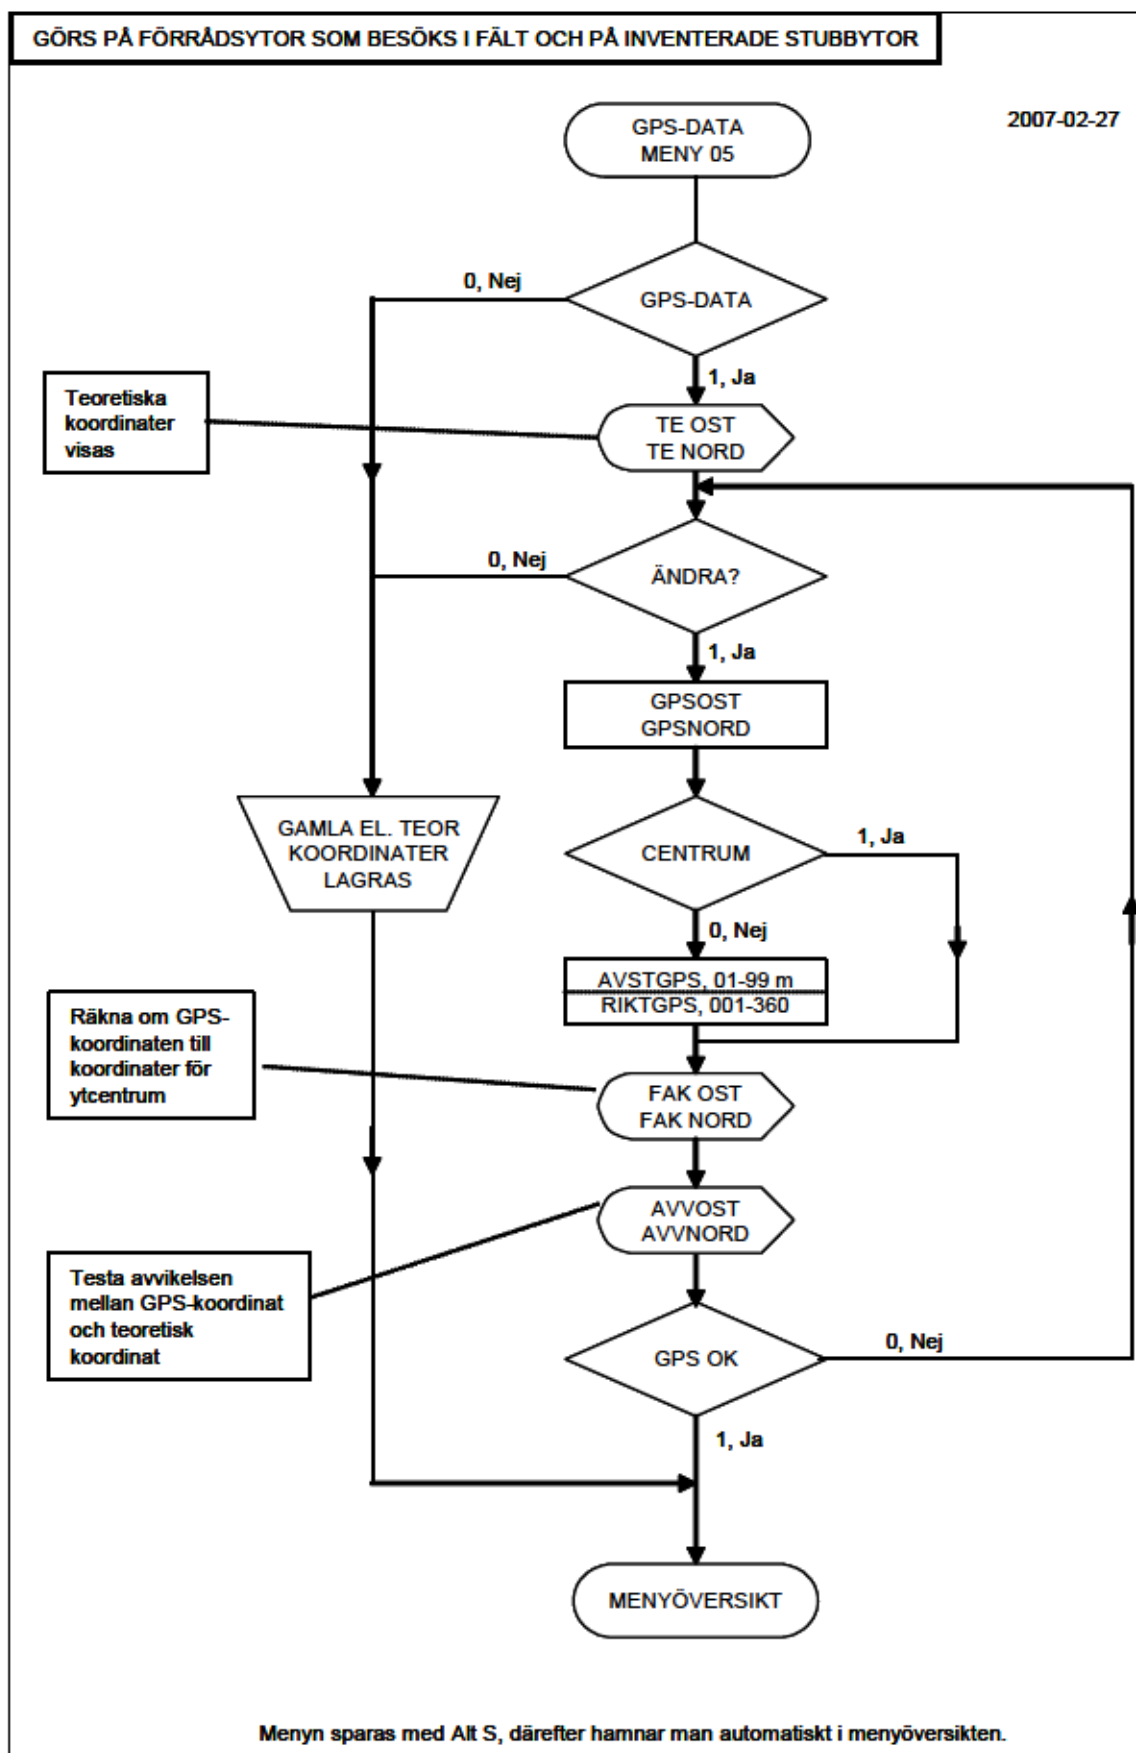 GÖRS PÅ FÖRRÅDSYTOR SOM BESÖKS I FÄLT OCH PÅ INVENTERADE STUBBYTOR
2007-02-27
GPS-DATA
MENY 05
0, Nej
GPS-DATA
1, Ja
Teoretiska
koordinater
visas
TE OST
TE NORD
0, Nej
ÄNDRA?
1, Ja
GPSOST
GPSNORD
GAMLA EL. TEOR
KOORDINATER
LAGRAS
CENTRUM
1, Ja
0, Nej
AVSTGPS, 01-99 m
RIKTGPS, 001-360
Räkna om GPS-
koordinaten till
koordinater för
ytcentrum
FAK OST
FAK NORD
AVVOST
AVVNORD
Testa avvikelsen
mellan GPS-koordinat
och teoretisk
koordinat
GPS OK
0, Nej
1, Ja
MENYÖVERSIKT
Menyn sparas med Alt S, därefter hamnar man automatiskt i menyöversikten.